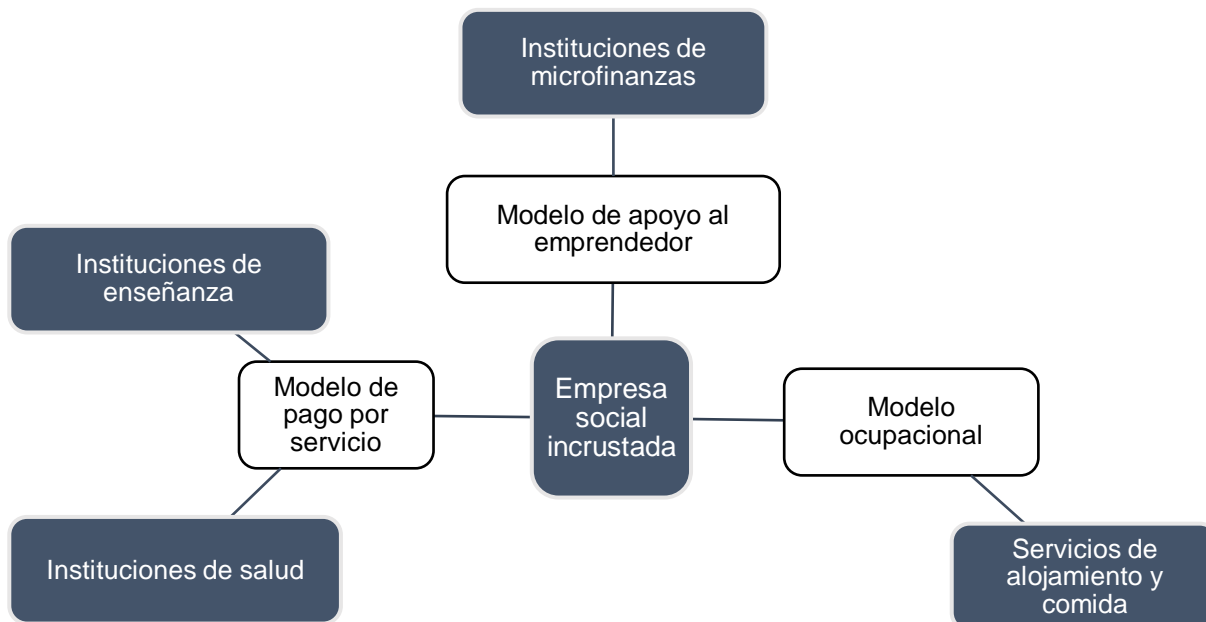 Instituciones de
microfinanzas
Modelo de apoyo al
emprendedor
Instituciones de
enseñanza
Modelo de
pago por
servicio
Empresa
social
incrustada
Modelo
ocupacional
Instituciones de salud
Servicios de
alojamiento y
comida